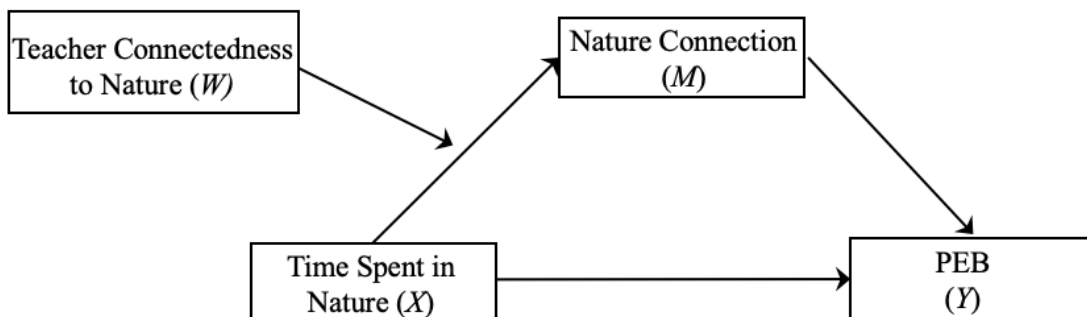 Teacher Connectedness
to Nature (W)
Nature Connection
(M)
Time Spent in
Nature (X)
PEB
(Y)